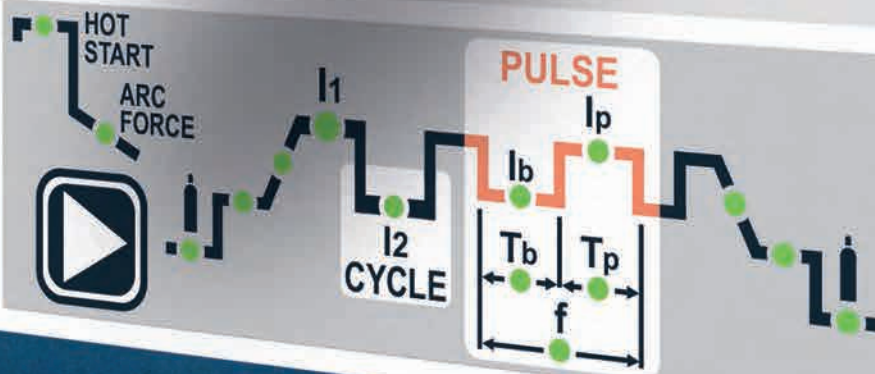 HOT
START
ARC
FORCE
I1
I2
CYCLE
PULSE
Ip
Ib
Tb
Tp
f